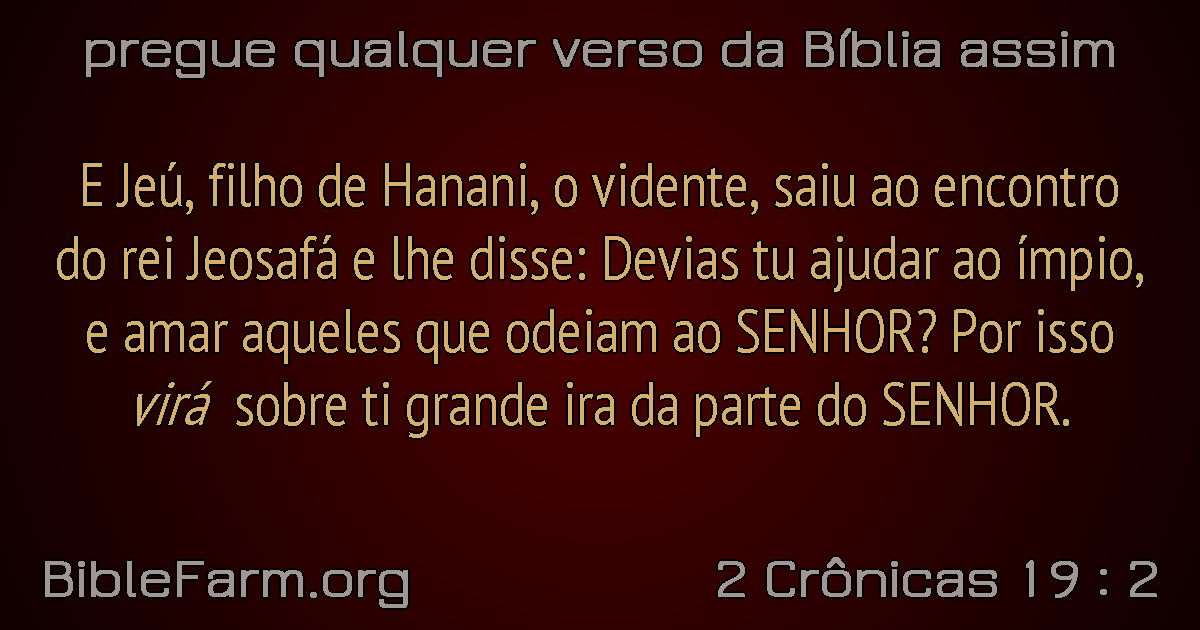 pregue qualquer verso da Bíblia assim
E Jeú, filho de Hanani, o vidente, saiu ao encontro
do rei Jeosafá e lhe disse: Devias tu ajudar ao ímpio,
e amar aqueles que odeiam ao SENHOR? Por isso
virá sobre ti grande ira da parte do SENHOR.
BibleFarm.org
2 Crônicas 19 : 2